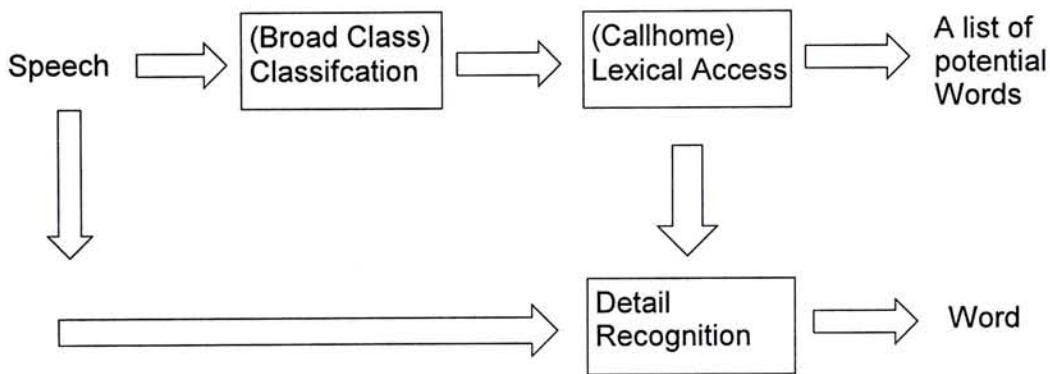 Speech
(Broad Class)
Classifcation
(Callhome)
Lexical Access
A list of
potential
Words
Detail
Recognition
Word